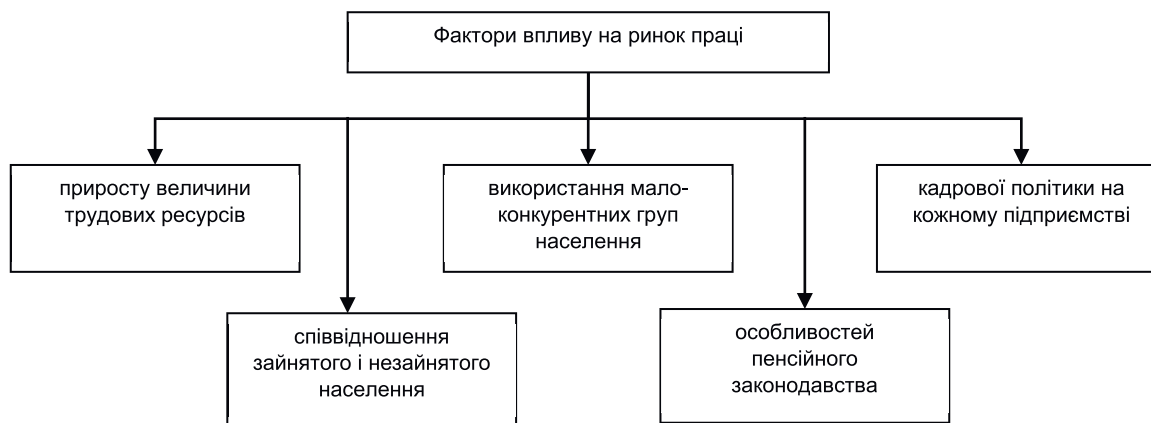 Фактори впливу на ринок праці
приросту величини
трудових ресурсів
використання мало-
конкурентних груп
населення
кадрової політики на
кожному підприємстві
співвідношення
зайнятого і незайнятого
населення
особливостей
пенсійного
законодавства